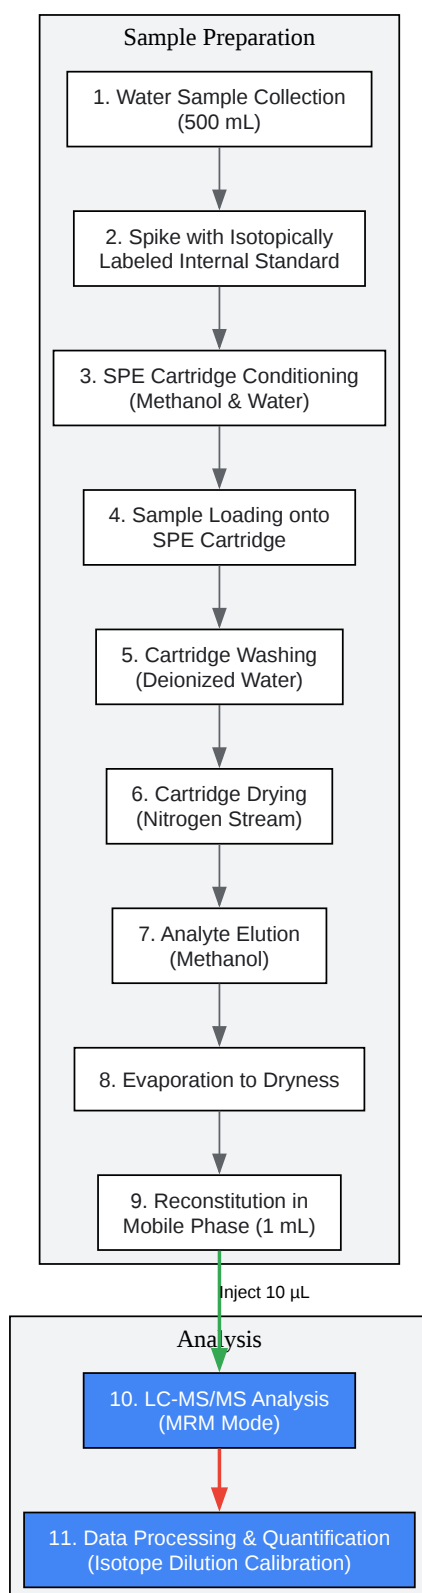 Sample Preparation
1. Water Sample Collection
(500 mL)
2. Spike with Isotopically
Labeled Internal Standard
3. SPE Cartridge Conditioning
(Methanol & Water)
4. Sample Loading onto
SPE Cartridge
5. Cartridge Washing
(Deionized Water)
6. Cartridge Drying
(Nitrogen Stream)
7. Analyte Elution
(Methanol)
8. Evaporation to Dryness
9. Reconstitution in
Mobile Phase (1 mL)
Inject 10 µL
Analysis
10. LC-MS/MS Analysis
(MRM Mode)
11. Data Processing & Quantification
(Isotope Dilution Calibration)